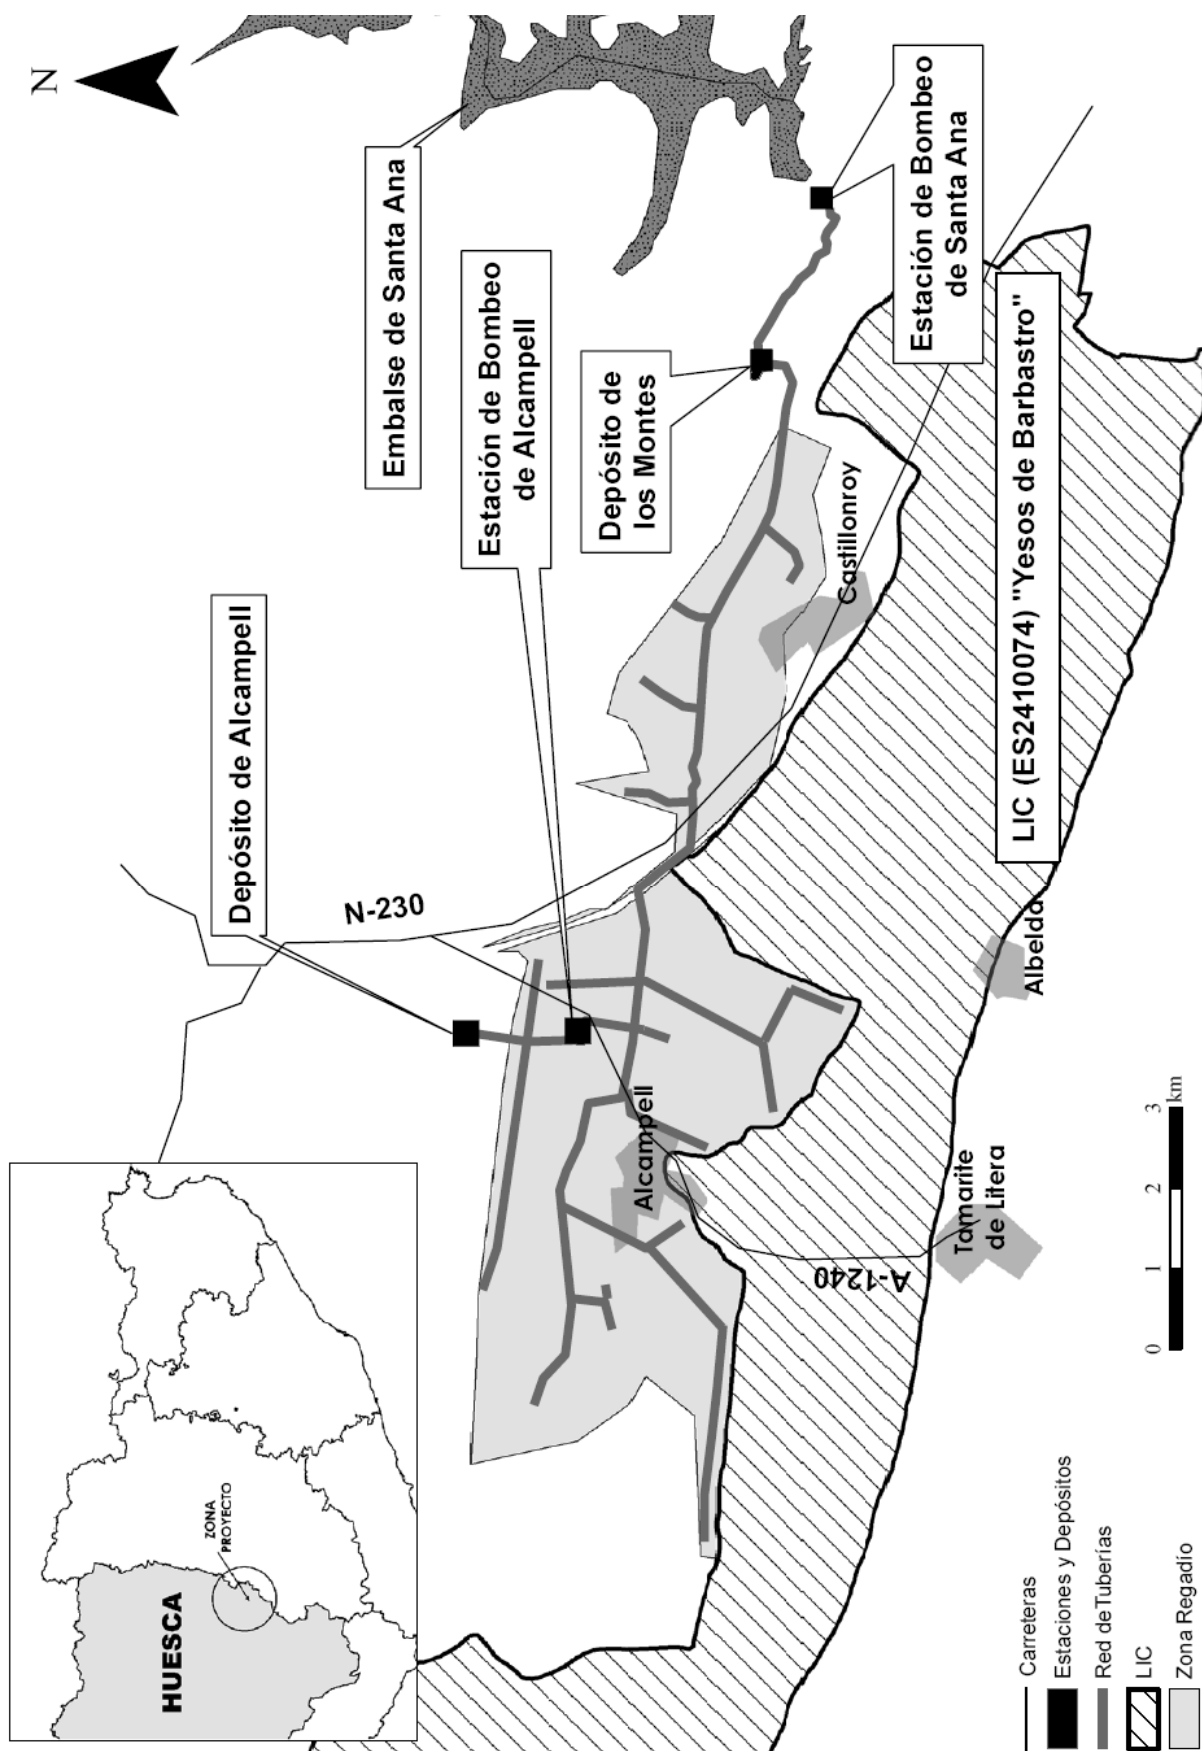 N
HUESCA
ZONA
PROYECTO
Depósito de Alcampell
Embalse de Santa Ana
Estación de Bombeo
de Alcampell
Depósito de
los Montes
Estación de Bombeo
de Santa Ana
N-230
Alcampell
Castillonroy
A-1240
Tamarite
de Litera
Albelda
LIC (ES2410074) "Yesos de Barbastro"
Carreteras
Estaciones y Depósitos
Red de Tuberías
LIC
Zona Regadio
0 1 2 3
km